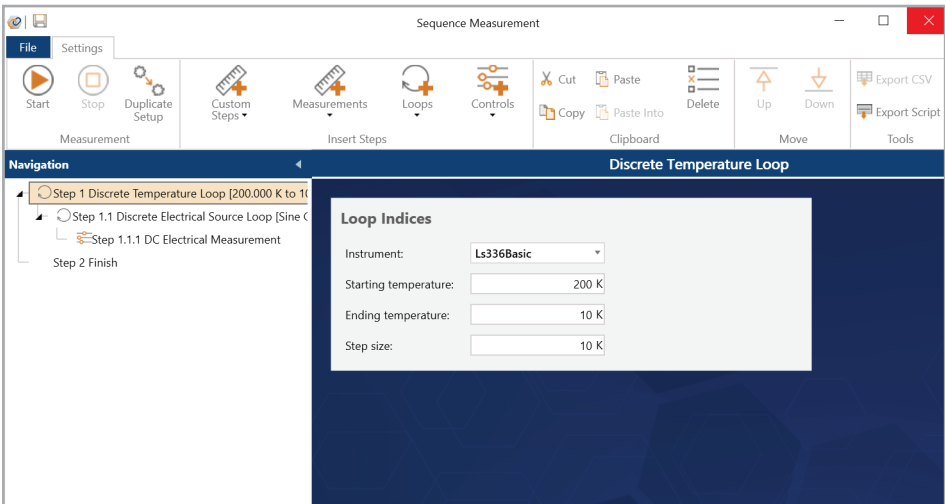 Sequence Measurement
File Settings
Start Stop Duplicate Setup Custom Steps Measurements Loops Controls Cut Paste Copy Paste Into Delete Up Down Export CSV Export Script
Measurement Insert Steps Clipboard Move Tools
Navigation Discrete Temperature Loop
Step 1 Discrete Temperature Loop [200.000 K to 10
Step 1.1 Discrete Electrical Source Loop [Sine
Step 1.1.1 DC Electrical Measurement
Step 2 Finish
Loop Indices
Instrument: Ls336Basic
Starting temperature: 200 K
Ending temperature: 10 K
Step size: 10 K